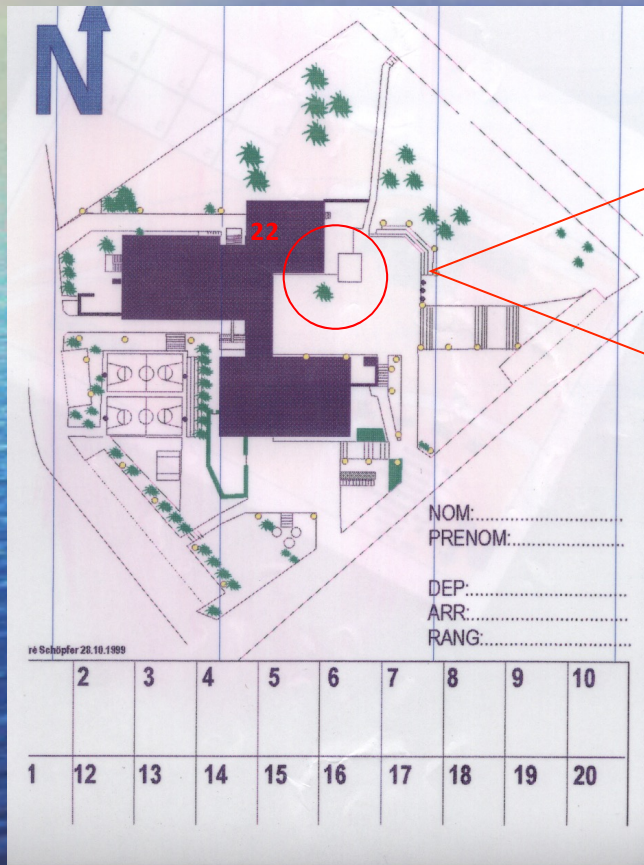 N
22
NOM:
PRENOM:
DEP:
ARR:
RANG:
ré Schöpfer 28.10.1999
2 3 4 5 6 7 8 9 10
1 12 13 14 15 16 17 18 19 20